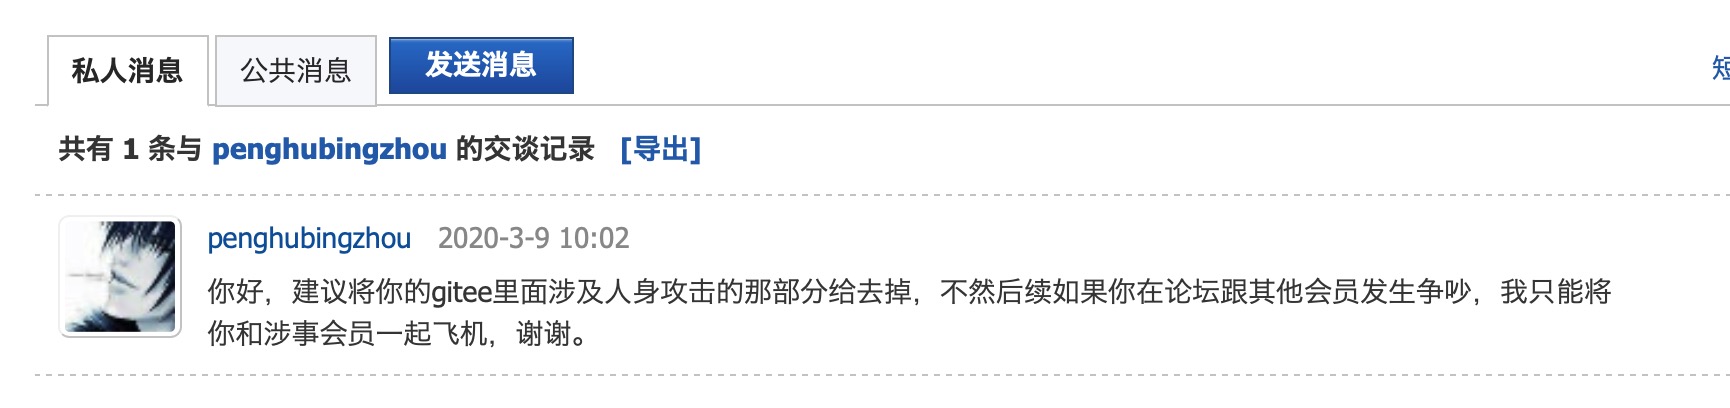 私人消息 公共消息 发送消息 短
共有 1 条与 penghubingzhou 的交谈记录 [导出]
penghubingzhou 2020-3-9 10:02
你好，建议将你的gitee里面涉及人身攻击的那部分给去掉，不然后续如果你在论坛跟其他会员发生争吵，我只能将
你和涉事会员一起飞机，谢谢。